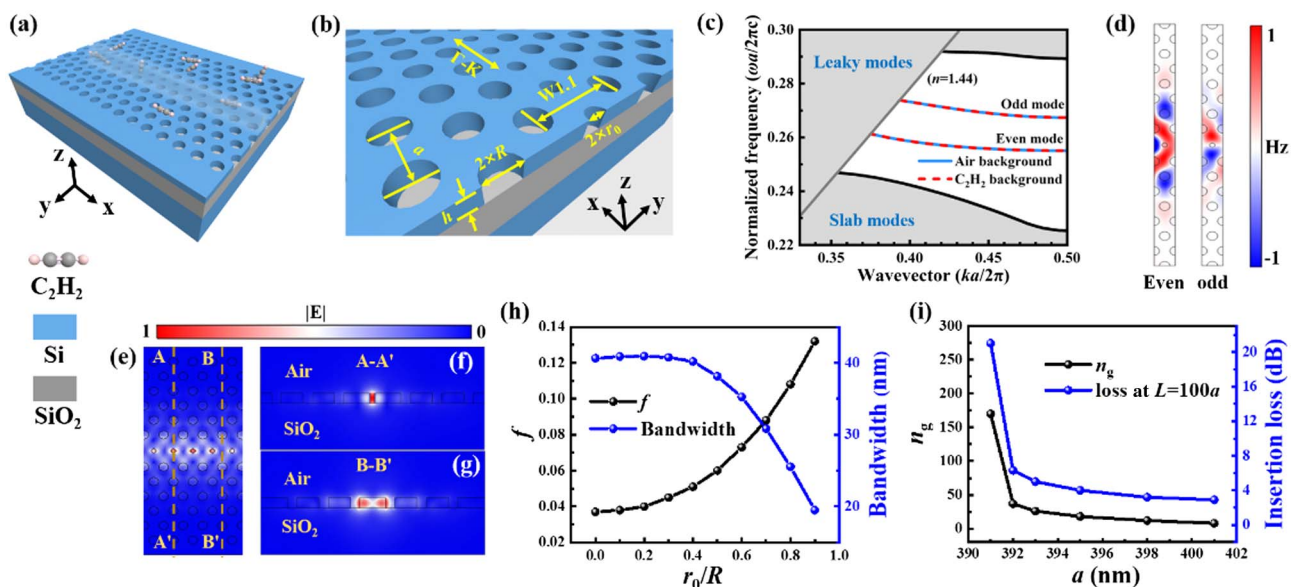 (a)
z
y
x
C₂H₂
Si
SiO₂
(b)
Γ-K
W1.1
a
2×R
2×r₀
h
z
x
y
(c)
Normalized frequency (ωa/2πc)
0.30
0.28
0.26
0.24
0.22
Leaky modes
(n=1.44)
Odd mode
Even mode
Air background
C₂H₂ background
Slab modes
0.35
0.40
0.45
0.50
Wavevector (ka/2π)
(d)
1
Hz
-1
Even
odd
|E|
1
0
(e)
A
B
A'
B'
A-A'
(f)
Air
SiO₂
B-B'
(g)
Air
SiO₂
(h)
f
0.14
0.12
0.10
0.08
0.06
0.04
0.02
f
Bandwidth
40
30
20
Bandwidth (nm)
0.0
0.2
0.4
0.6
0.8
1.0
r₀/R
(i)
ng
300
250
200
150
100
50
0
ng
loss at L=100a
20
16
12
8
4
0
Insertion loss (dB)
390
392
394
396
398
400
402
a (nm)